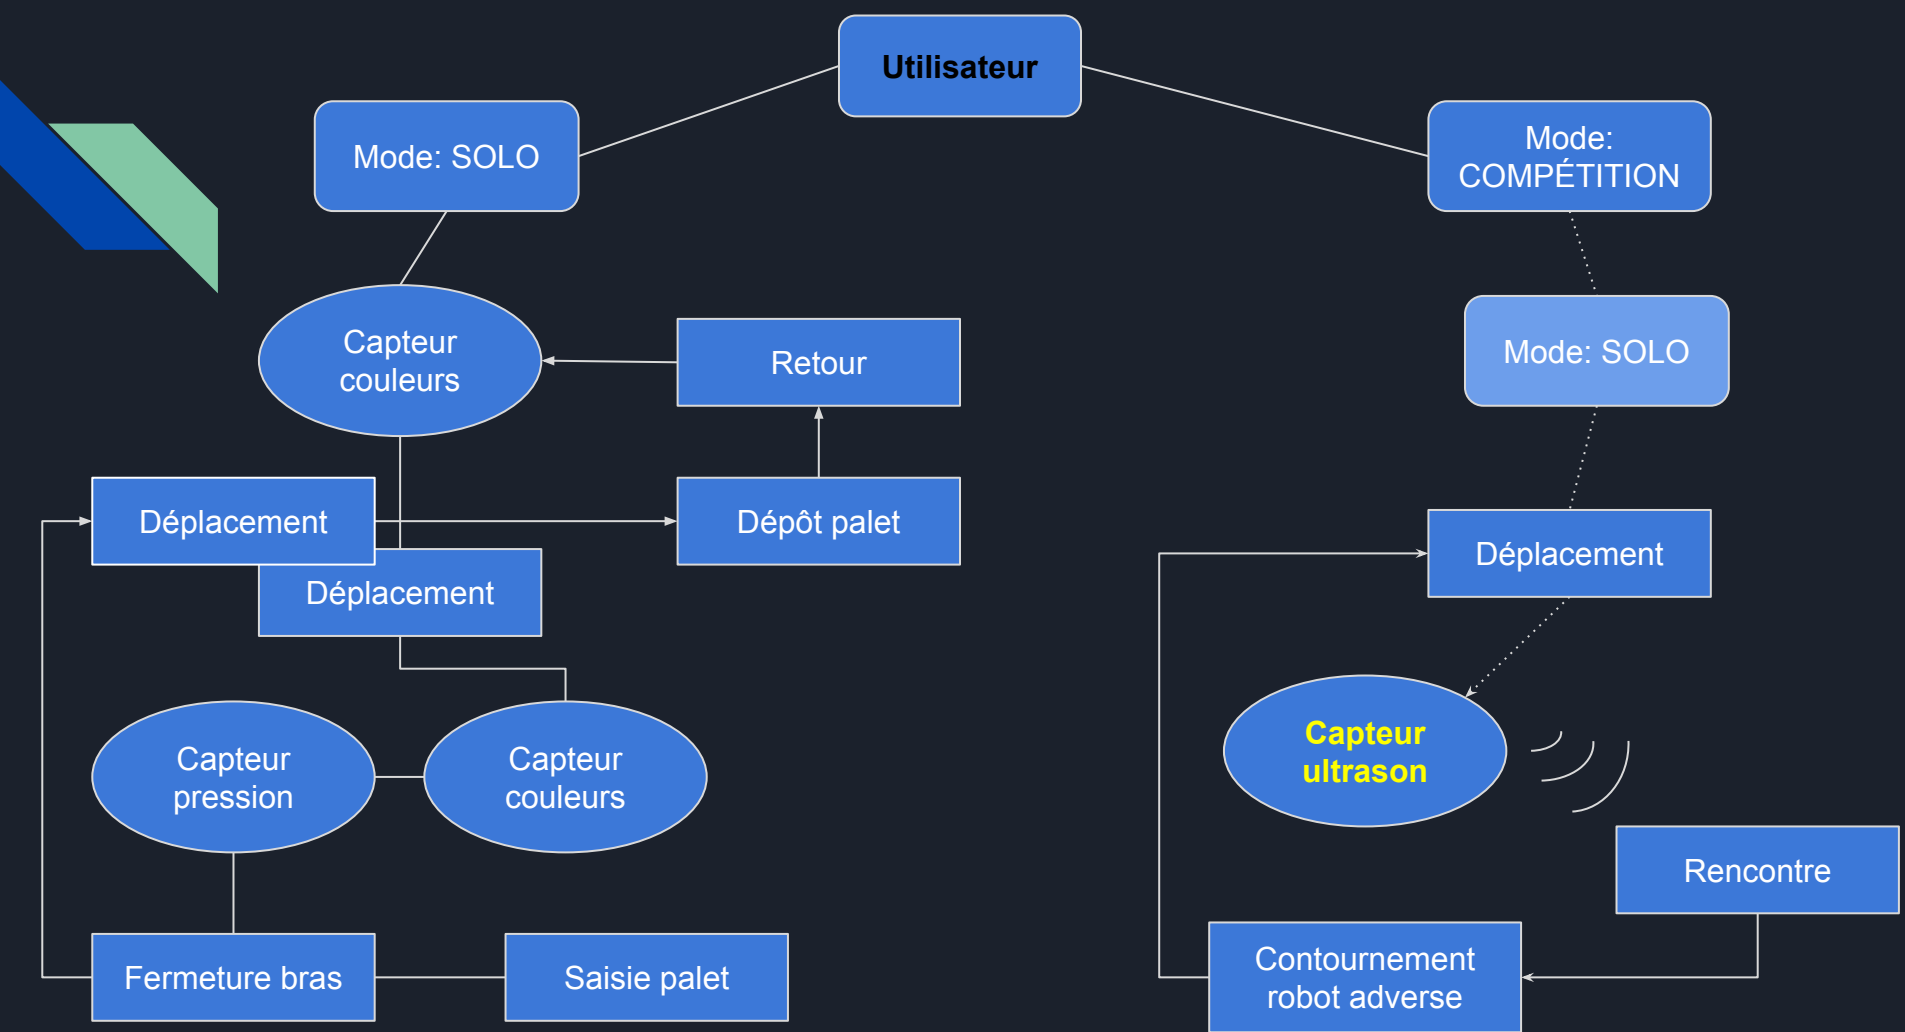 Utilisateur
Mode: SOLO
Mode:
COMPÉTITION
Capteur
couleurs
Retour
Mode: SOLO
Déplacement
Dépôt palet
Déplacement
Déplacement
Capteur
pression
Capteur
couleurs
Capteur
ultrason
Rencontre
Fermeture bras
Saisie palet
Contournement
robot adverse